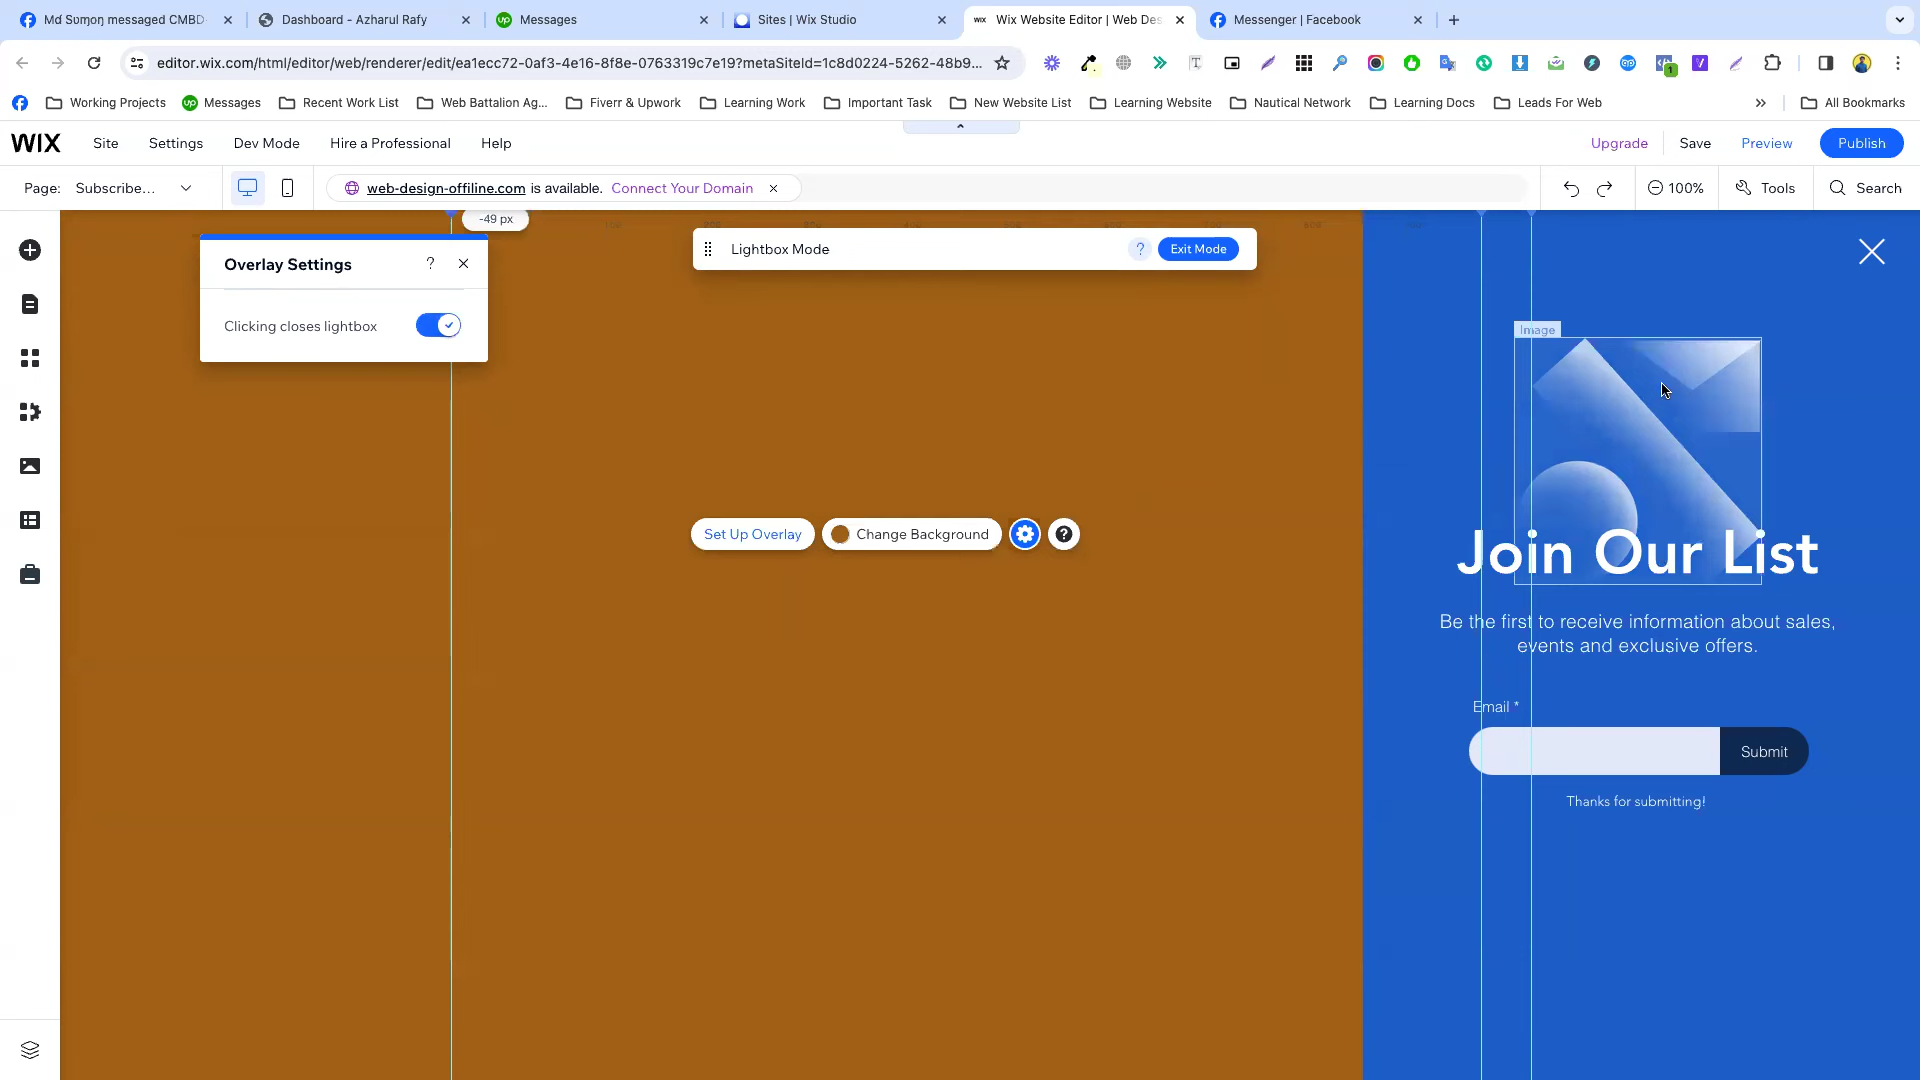 Md Sυmoη messaged CMBD
Dashboard - Azharul Rafy
Messages
Sites | Wix Studio
Wix Website Editor | Web Des
Messenger | Facebook
editor.wix.com/html/editor/web/renderer/edit/ea1ecc72-0af3-4e16-8f8e-0763319c7e19?metaSiteId=1c8d0224-5262-48b9...
Working Projects
Messages
Recent Work List
Web Battalion Ag...
Fiverr & Upwork
Learning Work
Important Task
New Website List
Learning Website
Nautical Network
Learning Docs
Leads For Web
All Bookmarks
WIX
Site
Settings
Dev Mode
Hire a Professional
Help
Upgrade
Save
Preview
Publish
Page: Subscribe...
web-design-offiline.com is available. Connect Your Domain
100%
Tools
Search
-49 px
Overlay Settings
?
Clicking closes lightbox
Lightbox Mode
?
Exit Mode
Set Up Overlay
Change Background
?
Image
Join Our List
Be the first to receive information about sales,
events and exclusive offers.
Email *
Submit
Thanks for submitting!